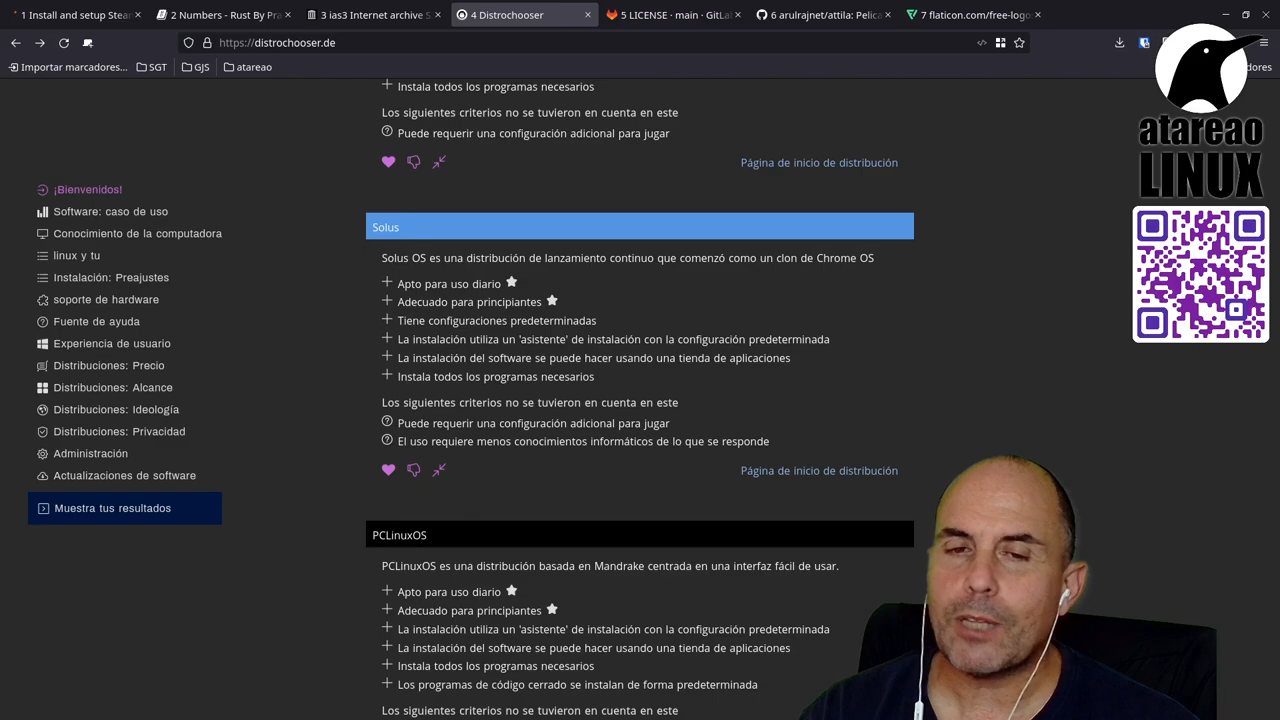 1 Install and setup Stea
2 Numbers - Rust By Pra
3 ias3 Internet archive S
4 Distrochooser
5 LICENSE · main · GitLa
6 arulrajnet/attila: Pelica
7 flaticon.com/free-logo
https://distrochooser.de
Importar marcadores...
SGT
GJS
atareao
dores
atareao
LINUX
¡Bienvenidos!
Software: caso de uso
Conocimiento de la computadora
linux y tu
Instalación: Preajustes
soporte de hardware
Fuente de ayuda
Experiencia de usuario
Distribuciones: Precio
Distribuciones: Alcance
Distribuciones: Ideología
Distribuciones: Privacidad
Administración
Actualizaciones de software
Muestra tus resultados
Instala todos los programas necesarios
Los siguientes criterios no se tuvieron en cuenta en este
Puede requerir una configuración adicional para jugar
Página de inicio de distribución
Solus
Solus OS es una distribución de lanzamiento continuo que comenzó como un clon de Chrome OS
Apto para uso diario
Adecuado para principiantes
Tiene configuraciones predeterminadas
La instalación utiliza un 'asistente' de instalación con la configuración predeterminada
La instalación del software se puede hacer usando una tienda de aplicaciones
Instala todos los programas necesarios
Los siguientes criterios no se tuvieron en cuenta en este
Puede requerir una configuración adicional para jugar
El uso requiere menos conocimientos informáticos de lo que se responde
Página de inicio de distribución
PCLinuxOS
PCLinuxOS es una distribución basada en Mandrake centrada en una interfaz fácil de usar.
Apto para uso diario
Adecuado para principiantes
La instalación utiliza un 'asistente' de instalación con la configuración predeterminada
La instalación del software se puede hacer usando una tienda de aplicaciones
Instala todos los programas necesarios
Los programas de código cerrado se instalan de forma predeterminada
Los siguientes criterios no se tuvieron en cuenta en este